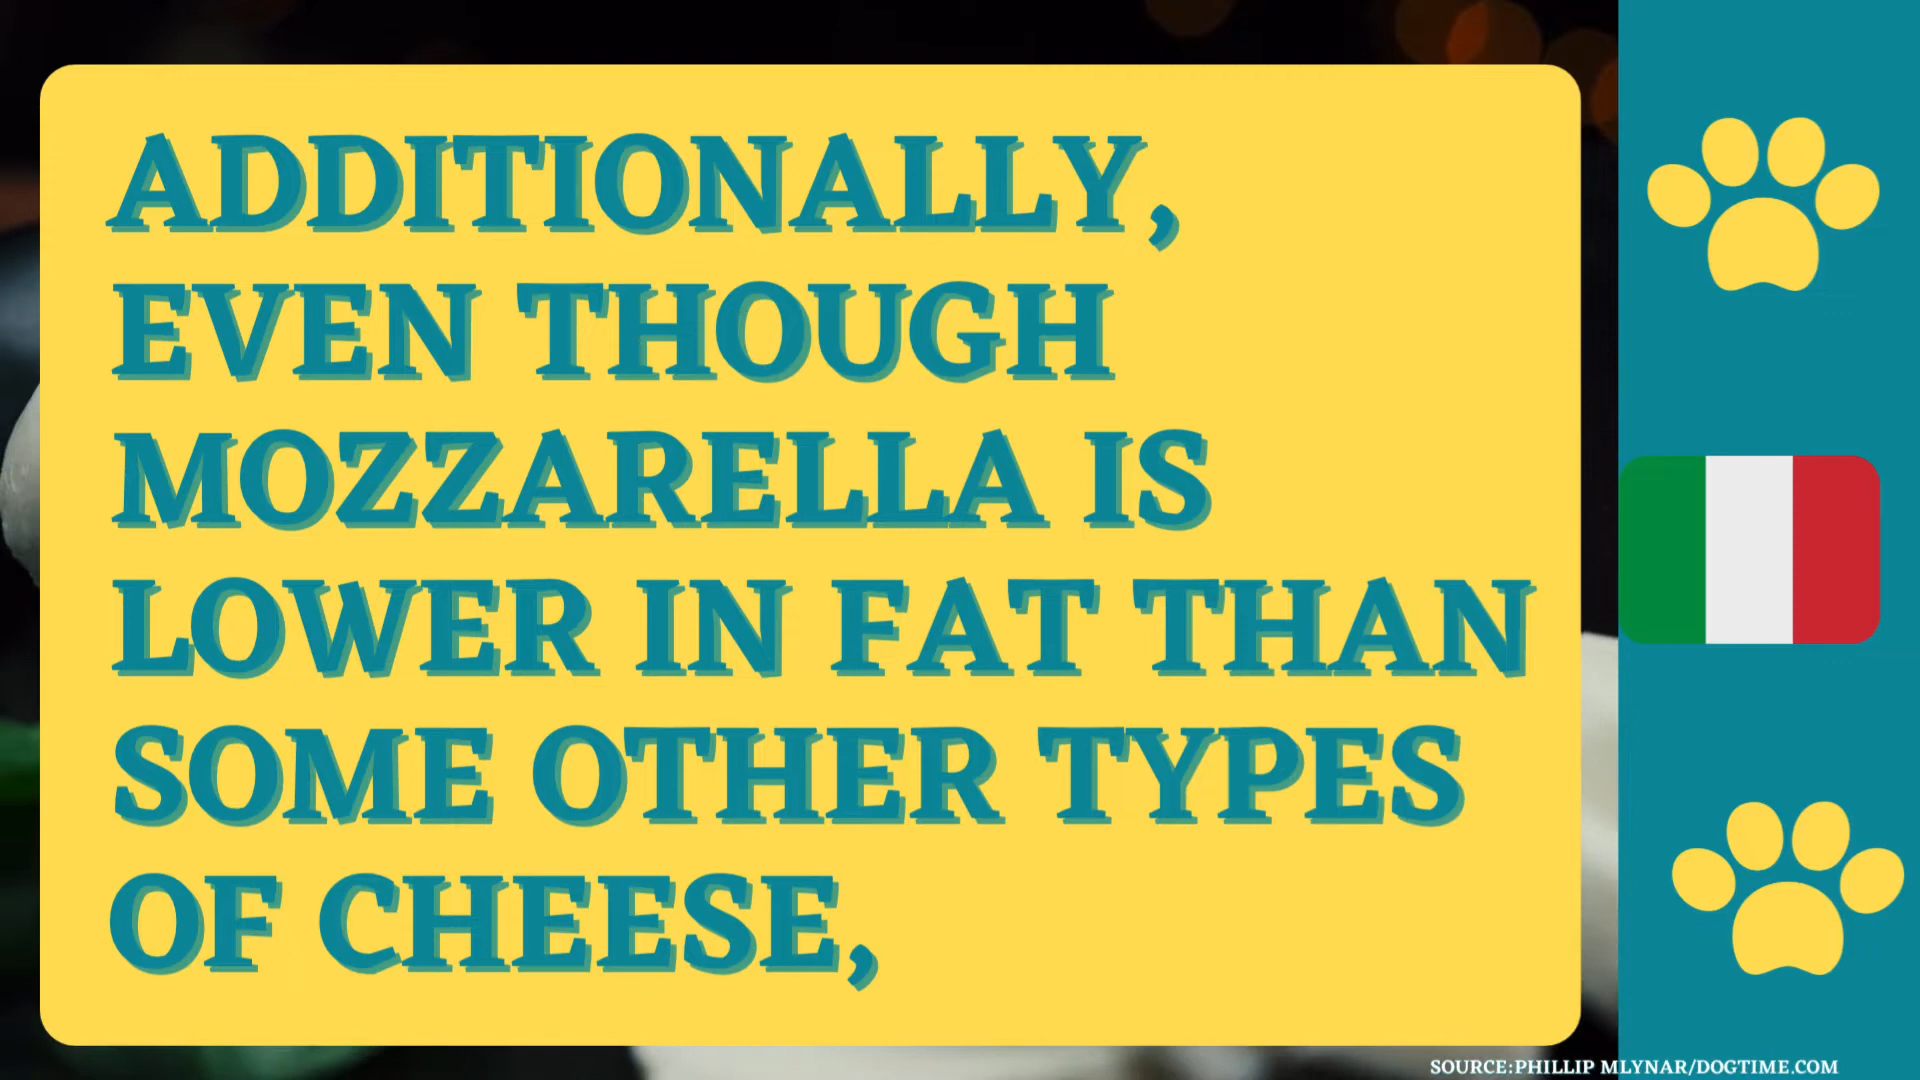 ADDITIONALLY,
EVEN THOUGH
MOZZARELLA IS
LOWER IN FAT THAN
SOME OTHER TYPES
OF CHEESE,
SOURCE:PHILLIP MLYNAR/DOGTIME.COM